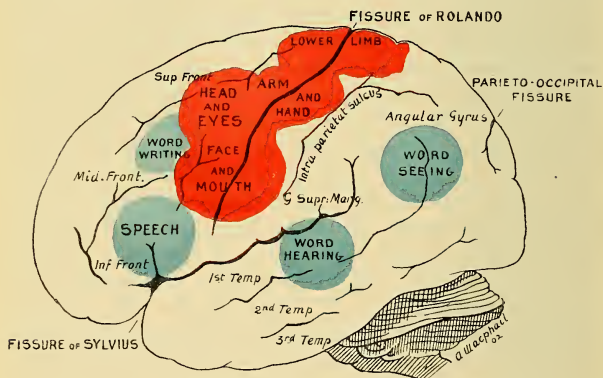 FISSURE OF ROLANDO
LOWER LIMB
Sup Front
HEAD
AND
EYES
ARM
AND
HAND
PARIETO-OCCIPITAL
FISSURE
Intra parietal sulcus
Angular Gyrus
WORD
WRITING
FACE
AND
MOUTH
WORD
SEEING
Mid-Front.
G Supr: Marg.
SPEECH
WORD
HEARING
Inf Front
1st Temp
2nd Temp
3rd Temp
FISSURE OF SYLVIUS
a Macphail
02